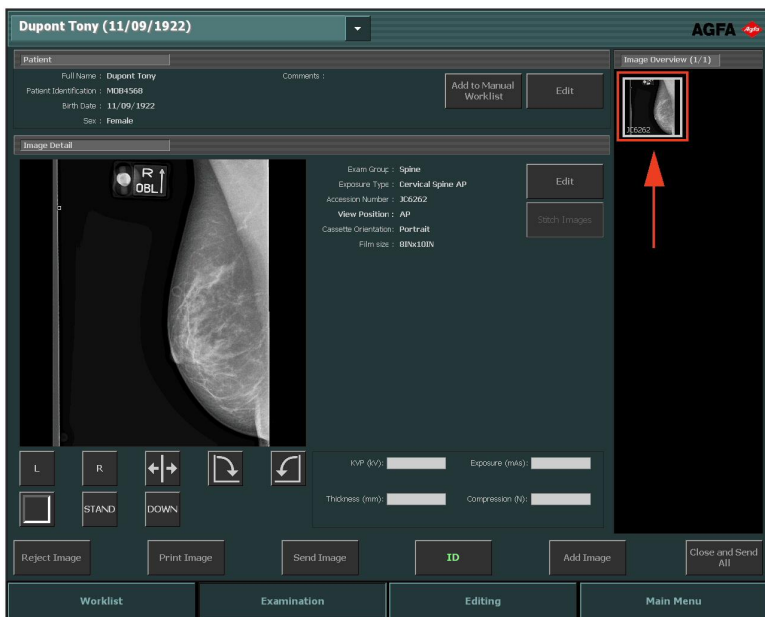 Dupont Tony (11/09/1922)
AGFA Agfa
Patient
Image Overview (1/1)
Full Name : Dupont Tony
Comments :
Patient Identification : MOB4568
Birth Date : 11/09/1922
Sex : Female
Add to Manual
Worklist
Edit
JC6262
Image Detail
R
OBL
Exam Group : Spine
Exposure Type : Cervical Spine AP
Accession Number : JC6262
View Position : AP
Cassette Orientation: Portrait
Film size : 8INx10IN
Edit
Stitch Images
L
R
STAND
DOWN
KVP (kV):
Exposure (mAs):
Thickness (mm):
Compression (N):
Reject Image
Print Image
Send Image
ID
Add Image
Close and Send
All
Worklist
Examination
Editing
Main Menu